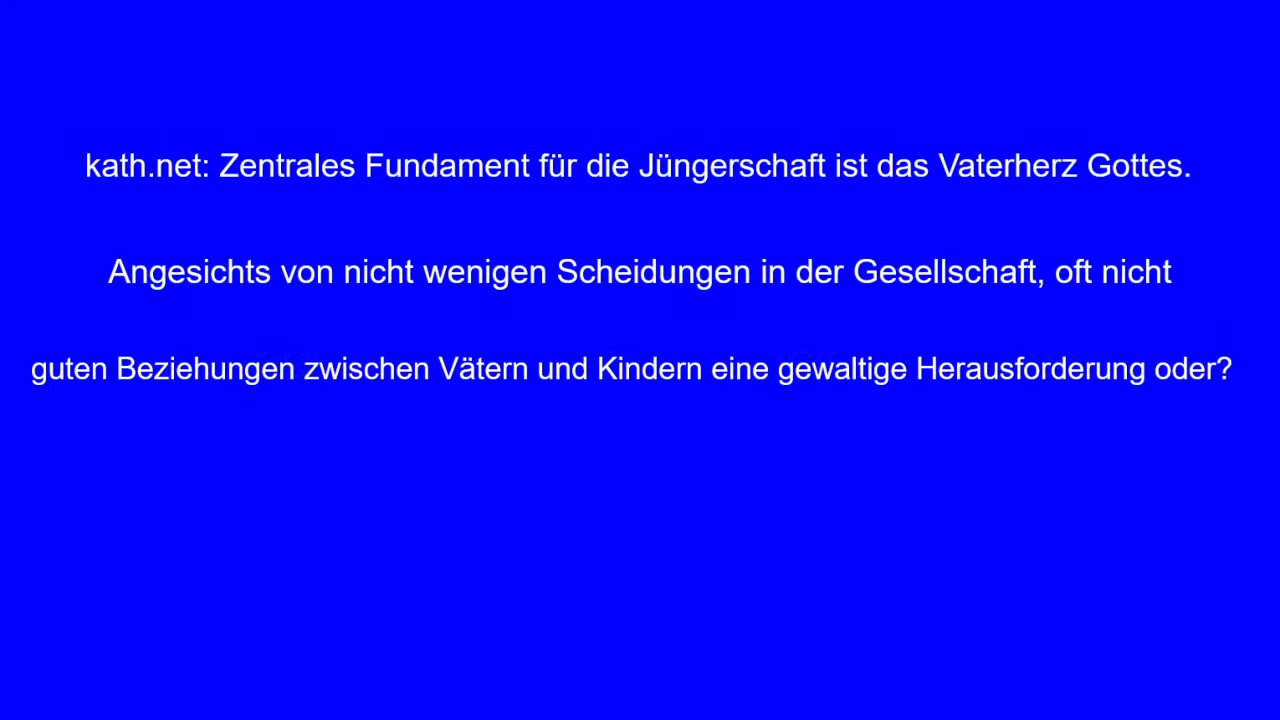 kath.net: Zentrales Fundament für die Jüngerschaft ist das Vaterherz Gottes.
Angesichts von nicht wenigen Scheidungen in der Gesellschaft, oft nicht
guten Beziehungen zwischen Vätern und Kindern eine gewaltige Herausforderung oder?